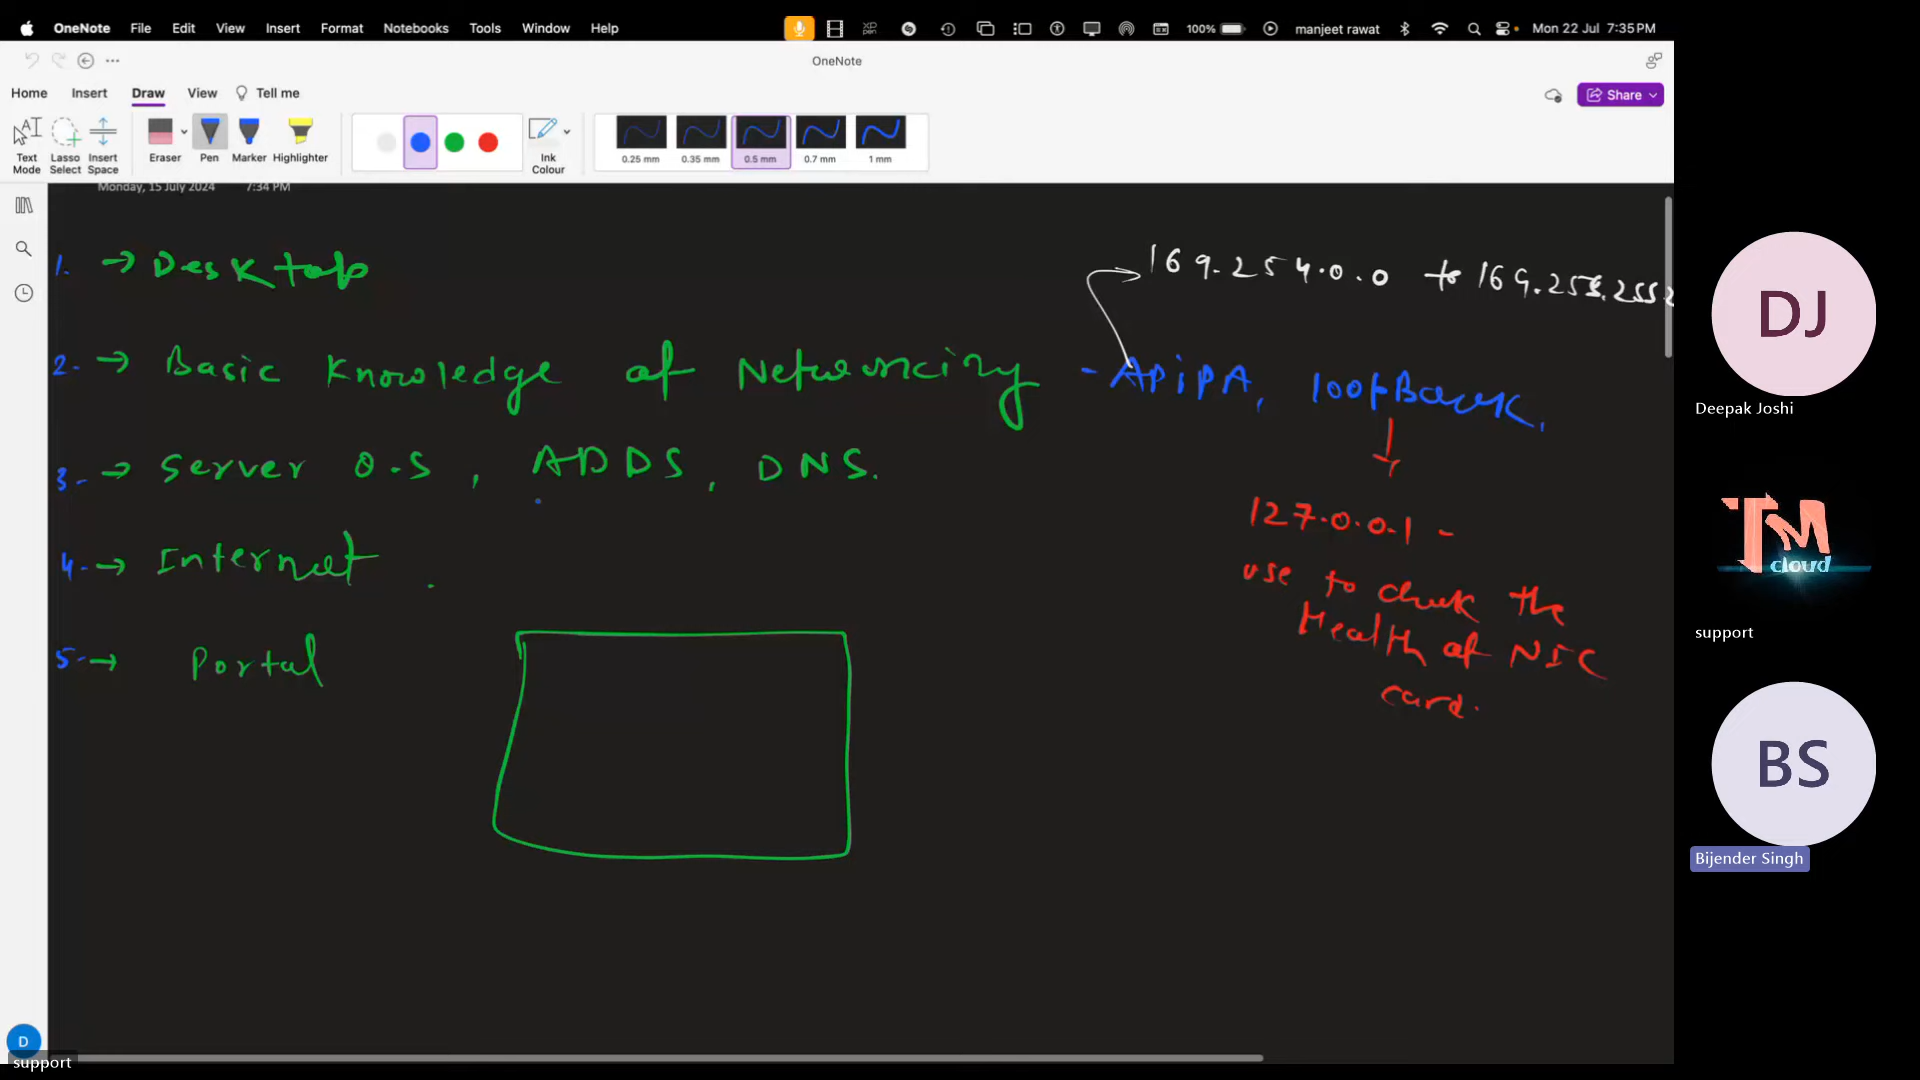 OneNote File Edit View Insert Format Notebooks Tools Window Help
XP pen 100% manjeet rawat Mon 22 Jul 7:35 PM
OneNote
Home Insert Draw View Tell me
Share
Text Mode
Lasso Select
Insert Space
Eraser
Pen
Marker
Highlighter
Ink Colour
0.25 mm
0.35 mm
0.5 mm
0.7 mm
1 mm
Monday, 15 July 2024 7:34 PM
1. → Desktop
169.254.0.0 to
2. → Basic Knowledge of Networking - APiPA, loopBack.
3. → Server O.S, ADDS, DNS.
127.0.0.1 -
use to check the
Health of NIC
card.
4. → Internet.
5. → Portal
DJ
Deepak Joshi
TM
cloud
support
BS
Bijender Singh
D
support